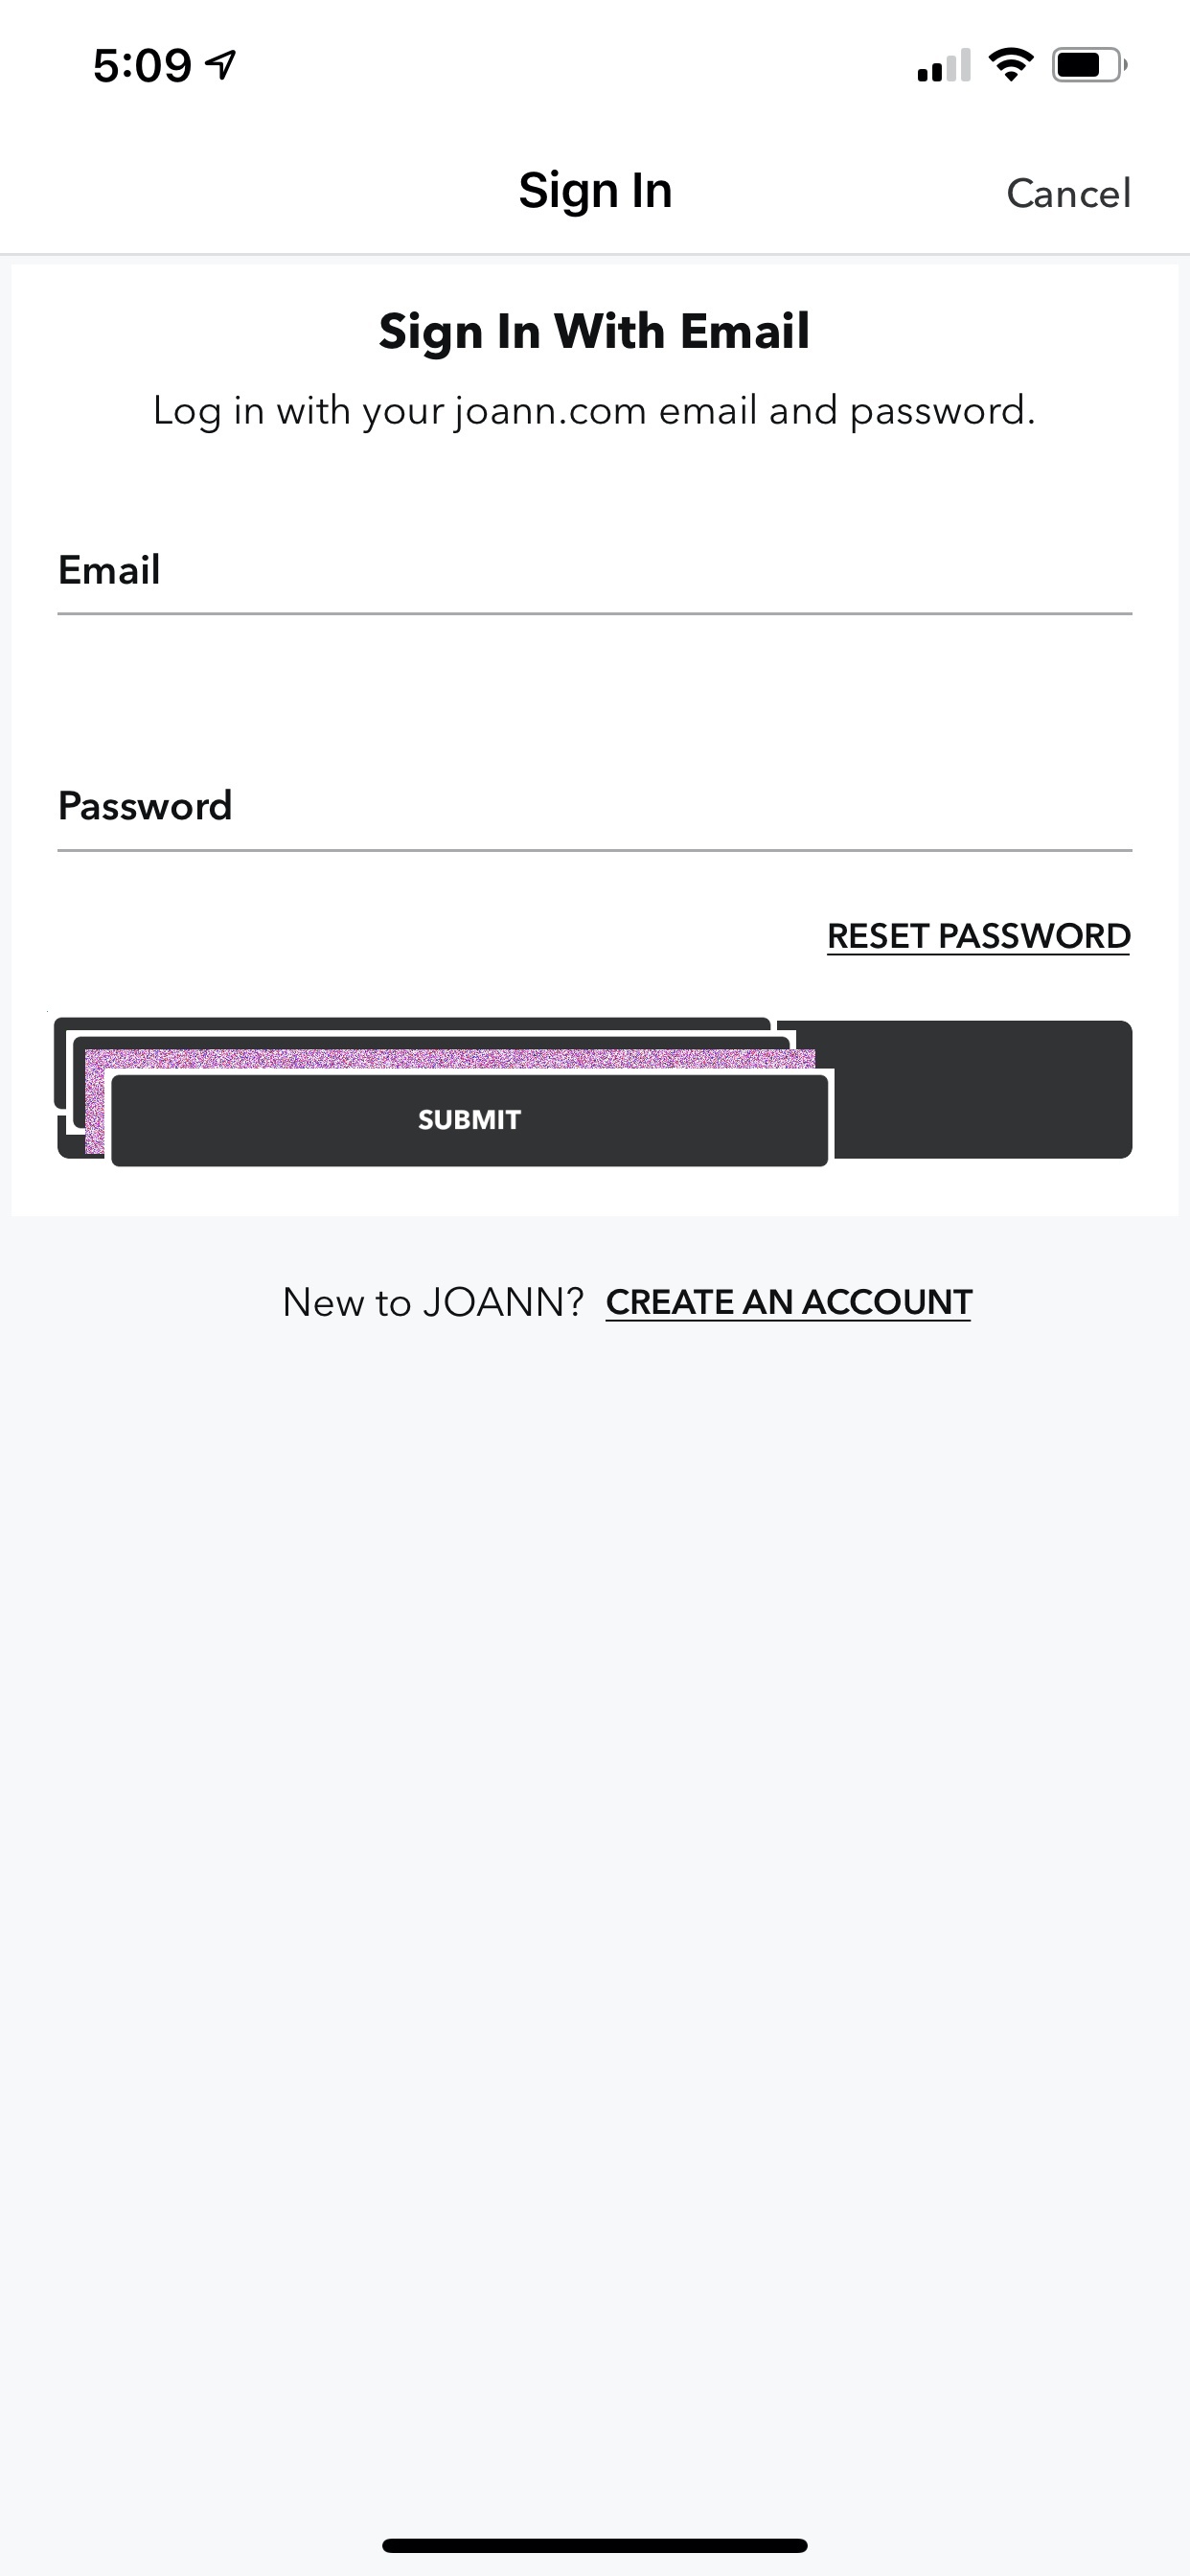 5:09
Sign In
Cancel
Sign In With Email
Log in with your joann.com email and password.
Email
Password
RESET PASSWORD
SUBMIT
New to JOANN? CREATE AN ACCOUNT